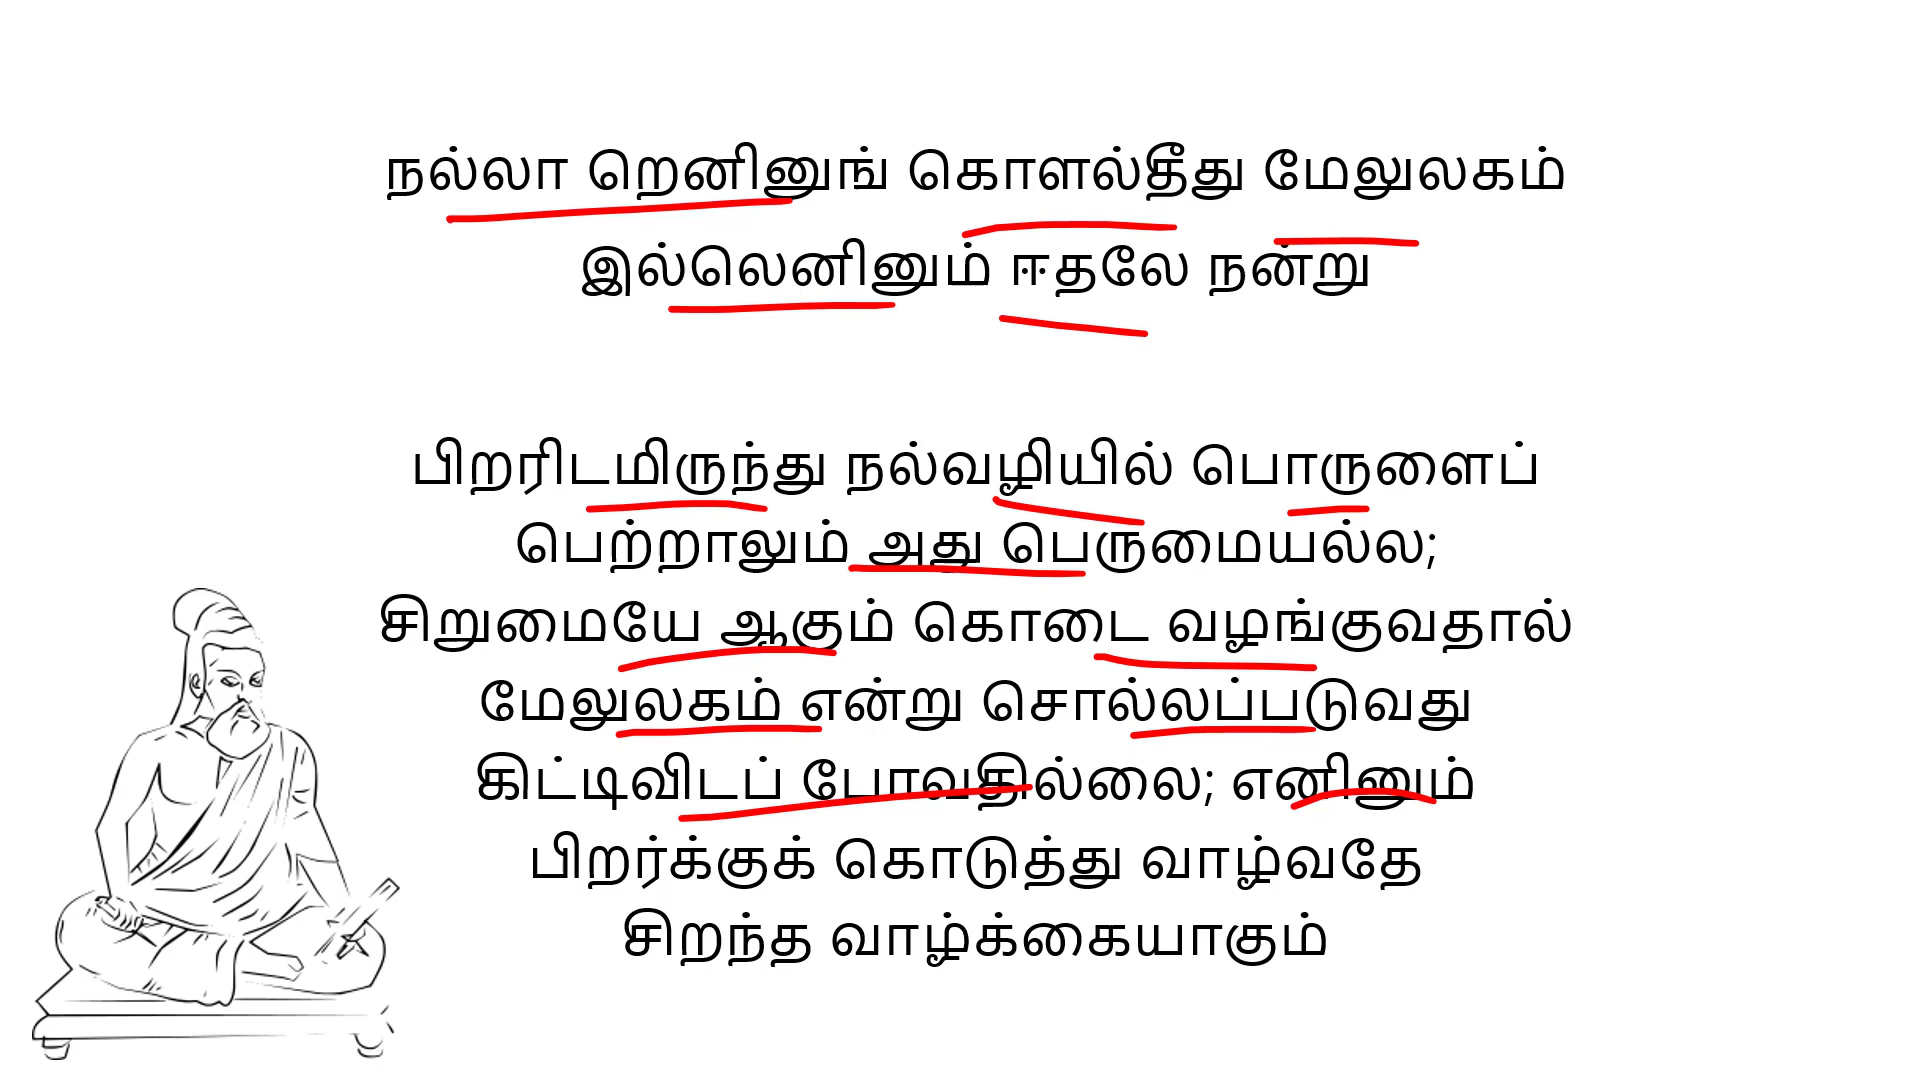 நல்லா றெனினுங் கொளல்தீது மேலுலகம்
இல்லெனினும் ஈதலே நன்று
பிறரிடமிருந்து நல்வழியில் பொருளைப்
பெற்றாலும் அது பெருமையல்ல;
சிறுமையே ஆகும் கொடை வழங்குவதால்
மேலுலகம் என்று சொல்லப்படுவது
கிட்டிவிடப் போவதில்லை; எனினும்
பிறர்க்குக் கொடுத்து வாழ்வதே
சிறந்த வாழ்க்கையாகும்